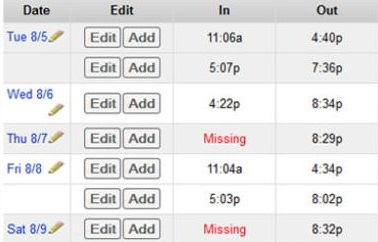 Date Edit In Out
Tue 8/5 Edit Add 11:06a 4:40p
Edit Add 5:07p 7:36p
Wed 8/6 Edit Add 4:22p 8:34p
Thu 8/7 Edit Add Missing 8:29p
Fri 8/8 Edit Add 11:04a 4:34p
Edit Add 5:03p 8:02p
Sat 8/9 Edit Add Missing 8:32p